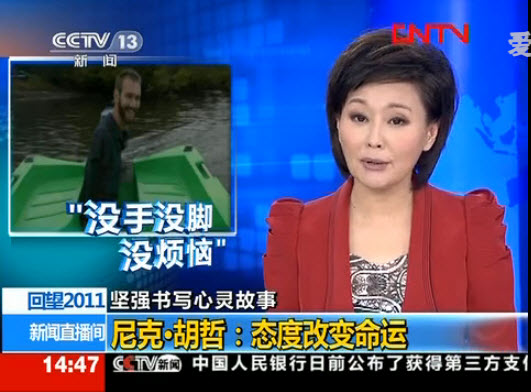 CCTV 13
新闻
CNTV
爱
"没手没脚
没烦恼"
回望2011
坚强书写心灵故事
新闻直播间
尼克·胡哲：态度改变命运
14:47
CCTV新闻
中国人民银行日前公布了获得第三方支